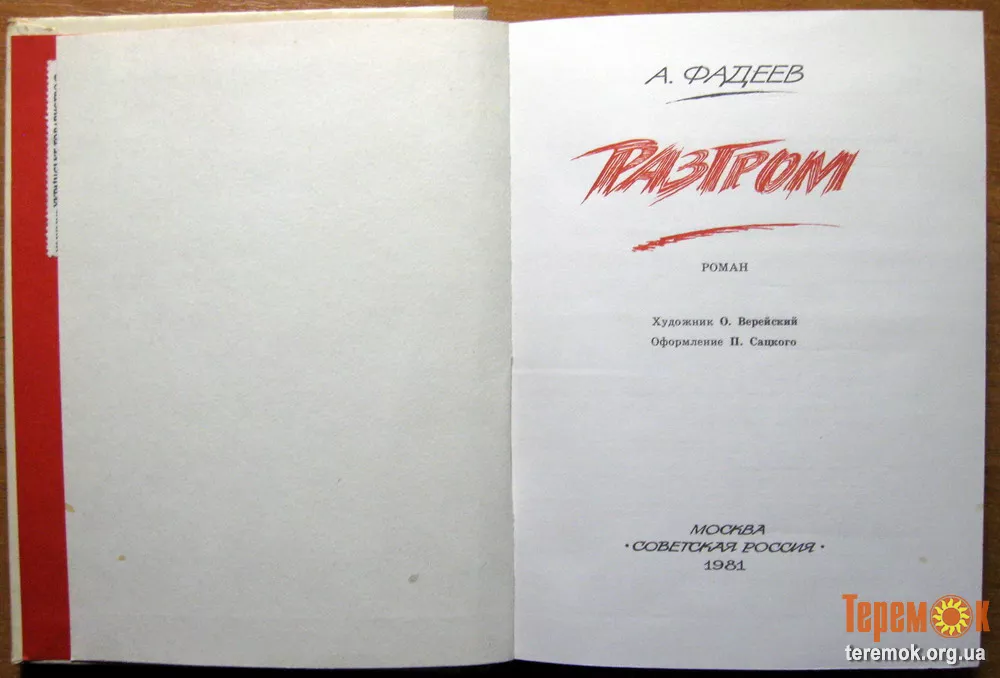 А. ФАДЕЕВ
РАЗГРОМ
РОМАН
Художник О. Верейский
Оформление П. Сацкого
МОСКВА
·СОВЕТСКАЯ РОССИЯ·
1981
ТеремОк
teremok.org.ua